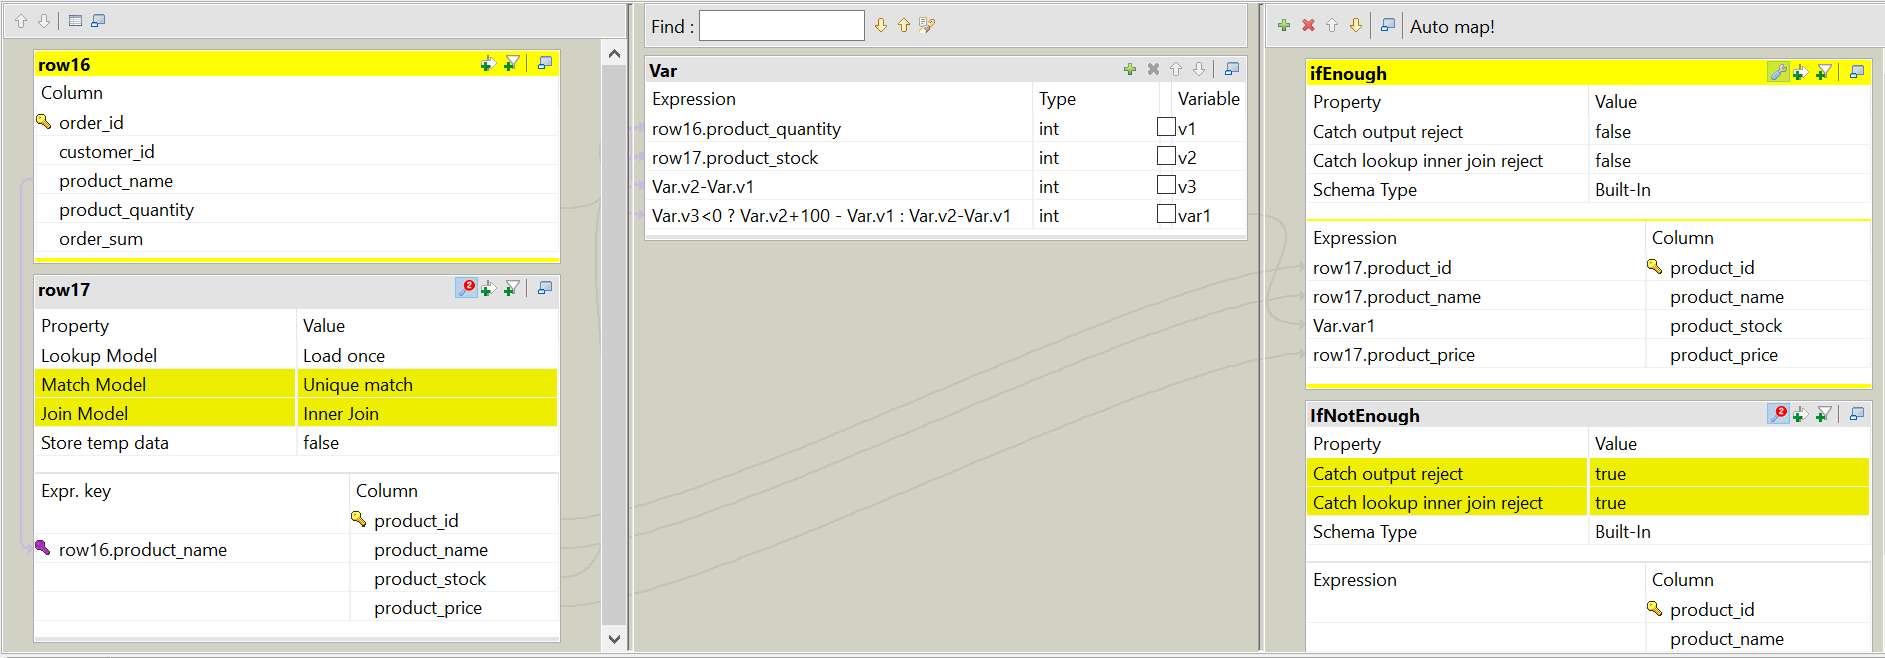 row16
Column
order_id
customer_id
product_name
product_quantity
order_sum
row17
2
Property Value
Lookup Model Load once
Match Model Unique match
Join Model Inner Join
Store temp data false
Expr. key Column
product_id
row16.product_name product_name
product_stock
product_price
Find :
Var
Expression Type Variable
row16.product_quantity int v1
row17.product_stock int v2
Var.v2-Var.v1 int v3
Var.v3<0 ? Var.v2+100 - Var.v1 : Var.v2-Var.v1 int var1
Auto map!
ifEnough
Property Value
Catch output reject false
Catch lookup inner join reject false
Schema Type Built-In
Expression Column
row17.product_id product_id
row17.product_name product_name
Var.var1 product_stock
row17.product_price product_price
IfNotEnough
2
Property Value
Catch output reject true
Catch lookup inner join reject true
Schema Type Built-In
Expression Column
product_id
product_name